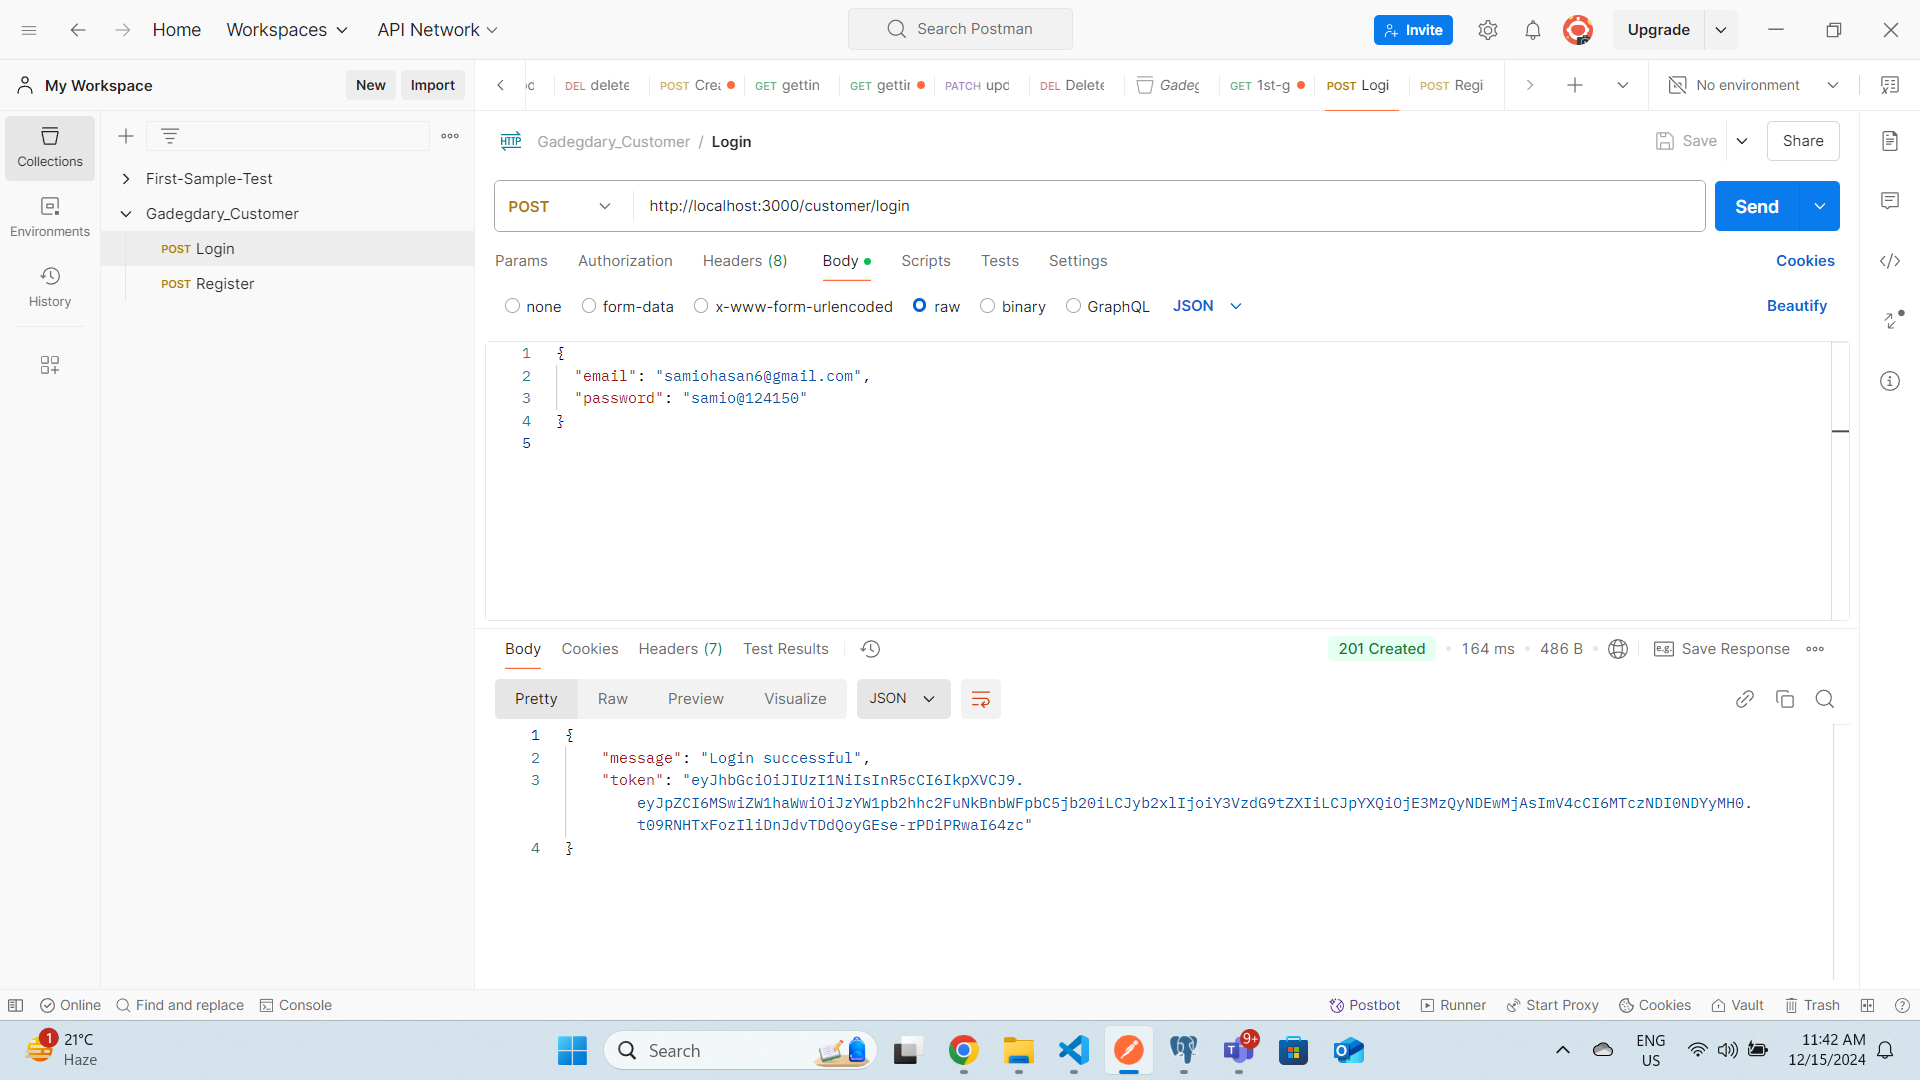 Home Workspaces API Network Search Postman Invite Upgrade
My Workspace New Import
DEL delete POST Crea GET gettin GET gettin PATCH upd DEL Delete Gadeg GET 1st-g POST Logi POST Regi No environment
Collections
Environments
History
First-Sample-Test
Gadegdary_Customer
POST Login
POST Register
HTTP Gadegdary_Customer / Login Save Share
POST http://localhost:3000/customer/login Send
Params Authorization Headers (8) Body Scripts Tests Settings Cookies
none form-data x-www-form-urlencoded raw binary GraphQL JSON Beautify
1 {
2 "email": "samiohasan6@gmail.com",
3 "password": "samio@124150"
4 }
5
Body Cookies Headers (7) Test Results 201 Created • 164 ms • 486 B • e.g. Save Response
Pretty Raw Preview Visualize JSON
1 {
2 "message": "Login successful",
3 "token": "eyJhbGciOiJIUzI1NiIsInR5cCI6IkpXVCJ9.
eyJpZCI6MSwiZW1haWwiOiJzYW1pb2hhc2FuNkBnbWFpbC5jb20iLCJyb2xlIjoiY3VzdG9tZXIiLCJpYXQiOjE3MzQyNDEwMjAsImV4cCI6MTczNDI0NDYyMH0.
t09RNHTxFozIliDnJdvTDdQoyGEse-rPDiPRwaI64zc"
4 }
Online Find and replace Console Postbot Runner Start Proxy Cookies Vault Trash
1 21°C
Haze
Search
9+
ENG
US
11:42 AM
12/15/2024